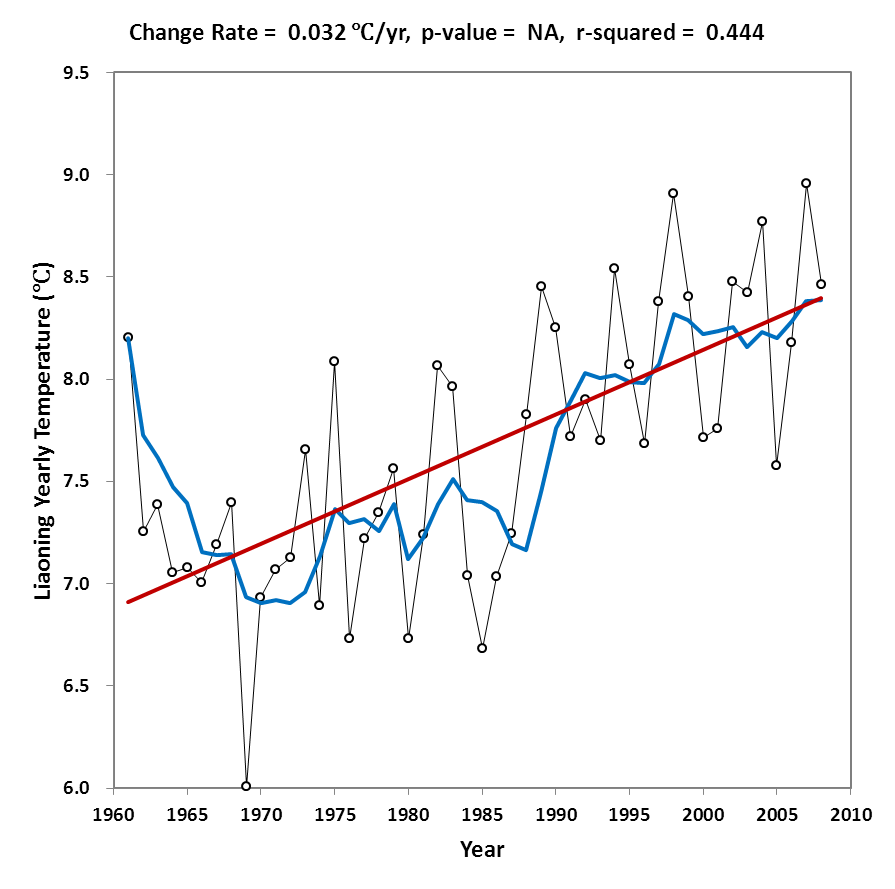 Change Rate = 0.032 ℃/yr, p-value = NA, r-squared = 0.444
9.5
9.0
8.5
8.0
7.5
7.0
6.5
6.0
Liaoning Yearly Temperature (℃)
1960 1965 1970 1975 1980 1985 1990 1995 2000 2005 2010
Year